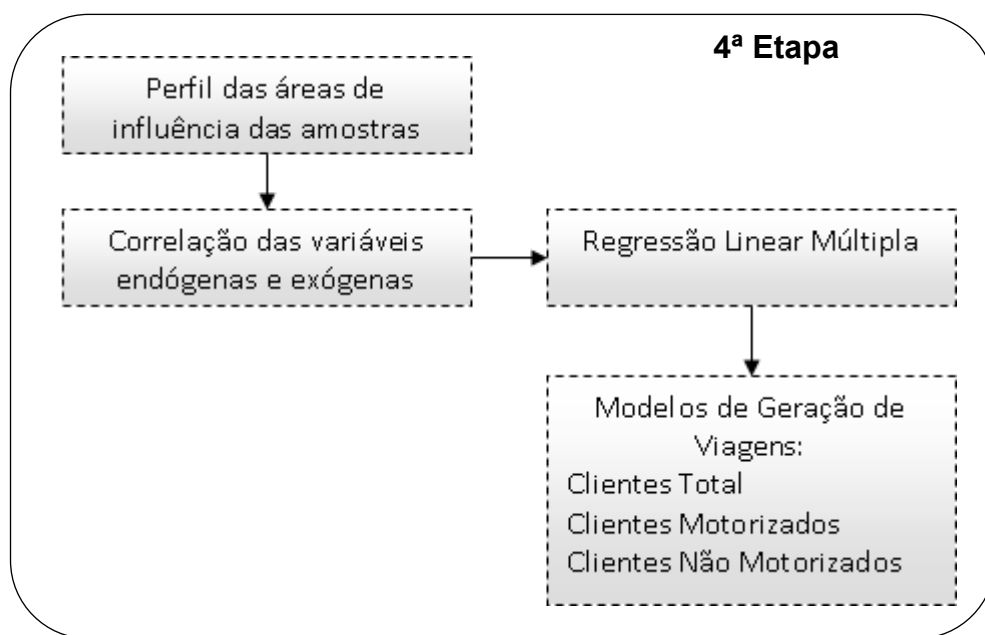 4ª Etapa
Perfil das áreas de
influência das amostras
Correlação das variáveis
endógenas e exógenas
Regressão Linear Múltipla
Modelos de Geração de
Viagens:
Clientes Total
Clientes Motorizados
Clientes Não Motorizados